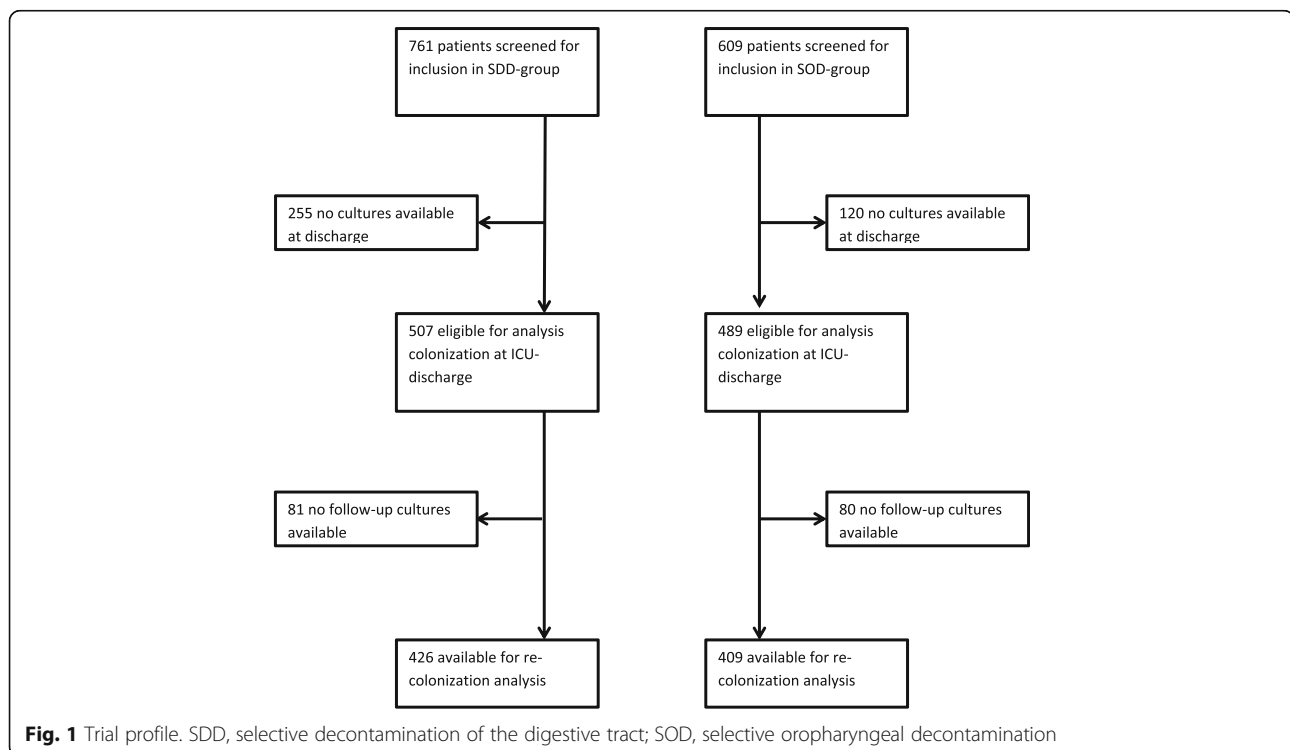 761 patients screened for
inclusion in SDD-group
609 patients screened for
inclusion in SOD-group
255 no cultures available
at discharge
120 no cultures available
at discharge
507 eligible for analysis
colonization at ICU-
discharge
489 eligible for analysis
colonization at ICU-
discharge
81 no follow-up cultures
available
80 no follow-up cultures
available
426 available for re-
colonization analysis
409 available for re-
colonization analysis
Fig. 1 Trial profile. SDD, selective decontamination of the digestive tract; SOD, selective oropharyngeal decontamination